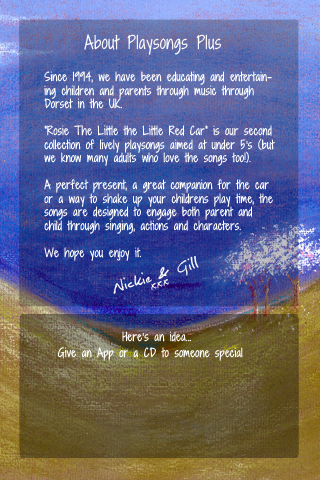 About Playsongs Plus
Since 1994, we have been educating and entertain-
ing children and parents through music through
Dorset in the UK.
"Rosie The Little the Little Red Car" is our second
collection of lively playsongs aimed at under 5's (but
we know many adults who love the songs too!).
A perfect present, a great companion for the car
or a way to shake up your childrens play time, the
songs are designed to engage both parent and
child through singing, actions and characters.
We hope you enjoy it.
Nickie & Gill
xxx
Here's an idea...
Give an App or a CD to someone special